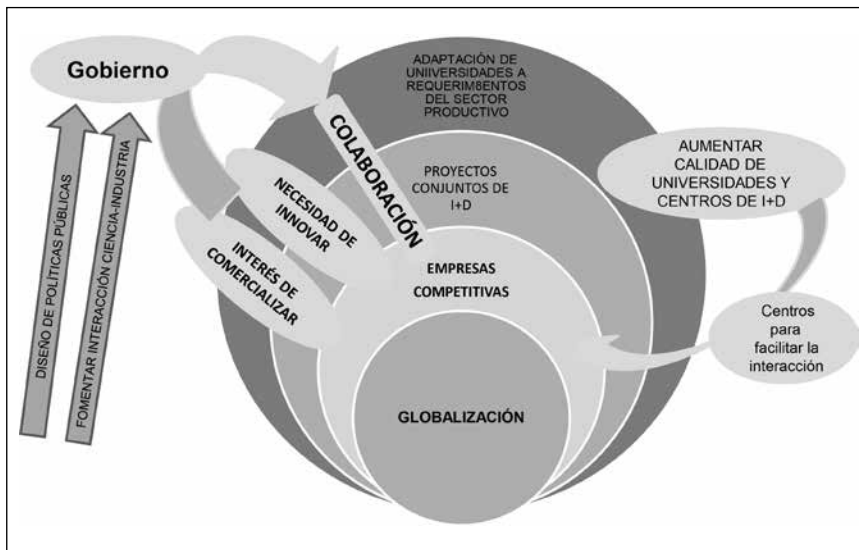 Gobierno
DISEÑO DE POLÍTICAS PÚBLICAS
FOMENTAR INTERACCIÓN CIENCIA-INDUSTRIA
COLABORACIÓN
NECESIDAD DE
INNOVAR
INTERÉS DE
COMERCIALIZAR
ADAPTACIÓN DE
UNIIVERSIDADES A
REQUERIM8ENTOS
DEL SECTOR
PRODUCTIVO
PROYECTOS
CONJUNTOS DE
I+D
EMPRESAS
COMPETITIVAS
GLOBALIZACIÓN
AUMENTAR
CALIDAD DE
UNIVERSIDADES Y
CENTROS DE I+D
Centros
para
facilitar la
interacción